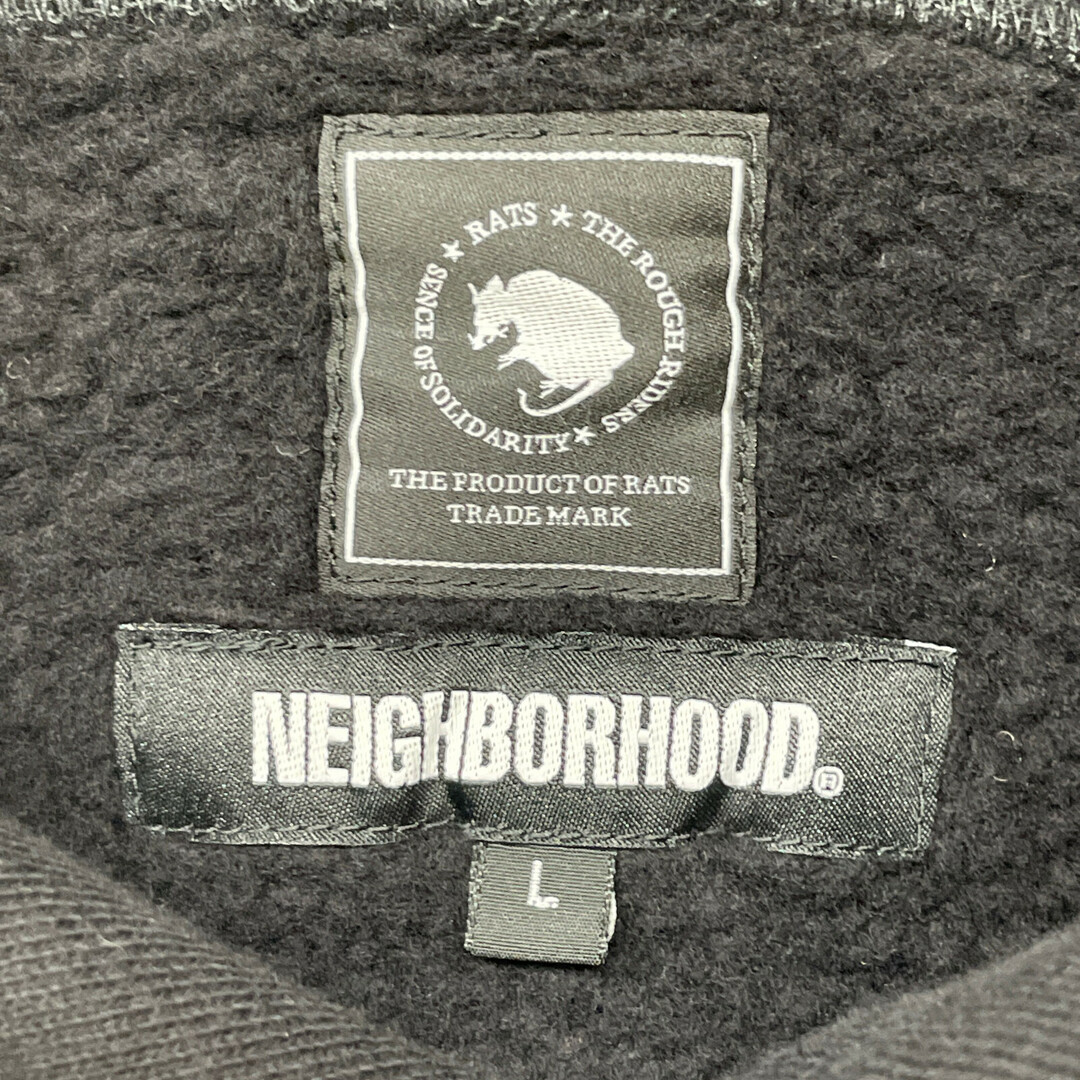 ★ RATS ★ THE ROUGH RIDERS
★ SENCE OF SOLIDARITY
THE PRODUCT OF RATS
TRADE MARK
NEIGHBORHOOD.®
L